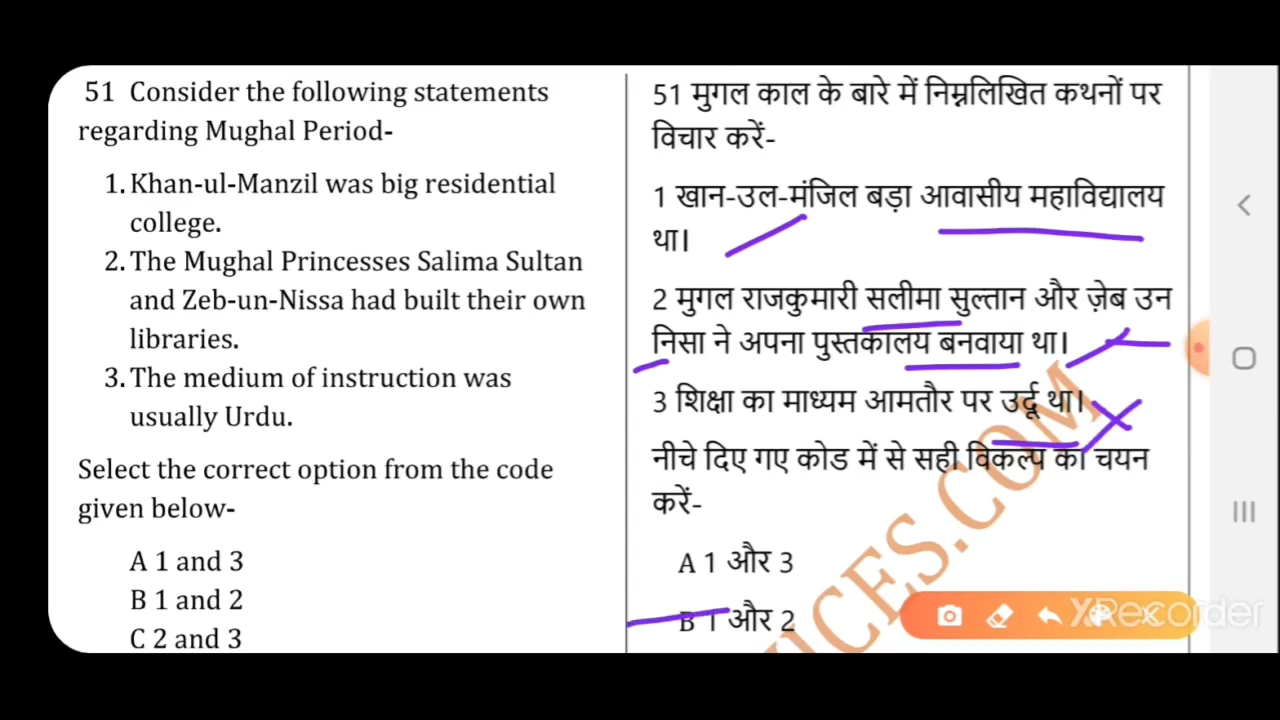 51 Consider the following statements
regarding Mughal Period-
1. Khan-ul-Manzil was big residential
college.
2. The Mughal Princesses Salima Sultan
and Zeb-un-Nissa had built their own
libraries.
3. The medium of instruction was
usually Urdu.
Select the correct option from the code
given below-
A 1 and 3
B 1 and 2
C 2 and 3
51 मुगल काल के बारे में निम्नलिखित कथनों पर
विचार करें-
1 खान-उल-मंजिल बड़ा आवासीय महाविद्यालय
था।
2 मुगल राजकुमारी सलीमा सुल्तान और ज़ेब उन
निसा ने अपना पुस्तकालय बनवाया था।
3 शिक्षा का माध्यम आमतौर पर उर्दू था।
नीचे दिए गए कोड में से सही विकल्प का चयन
करें-
A 1 और 3
B 1 और 2
ICES.COM
XRecorder